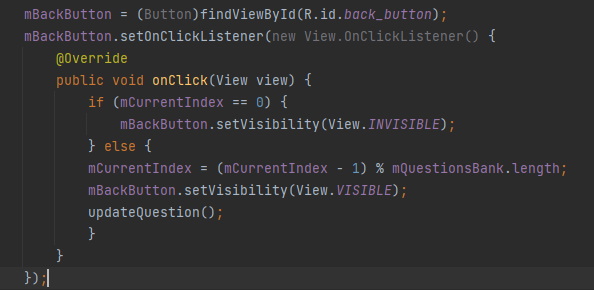 mBackButton = (Button)findViewById(R.id.back_button);
mBackButton.setOnClickListener(new View.OnClickListener() {
@Override
public void onClick(View view) {
if (mCurrentIndex == 0) {
mBackButton.setVisibility(View.INVISIBLE);
} else {
mCurrentIndex = (mCurrentIndex - 1) % mQuestionsBank.length;
mBackButton.setVisibility(View.VISIBLE);
updateQuestion();
}
}
});